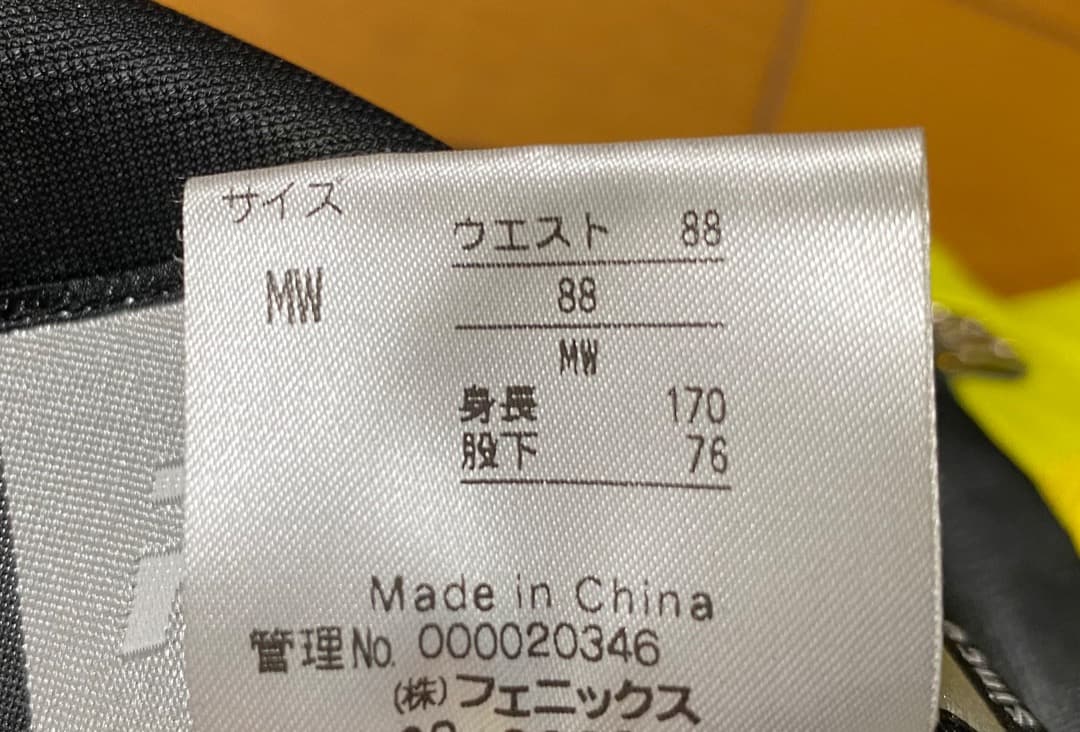 サイズ
MW
ウエスト 88
88
MW
身長 170
股下 76
Made in China
管理No. 000020346
(株)フェニックス